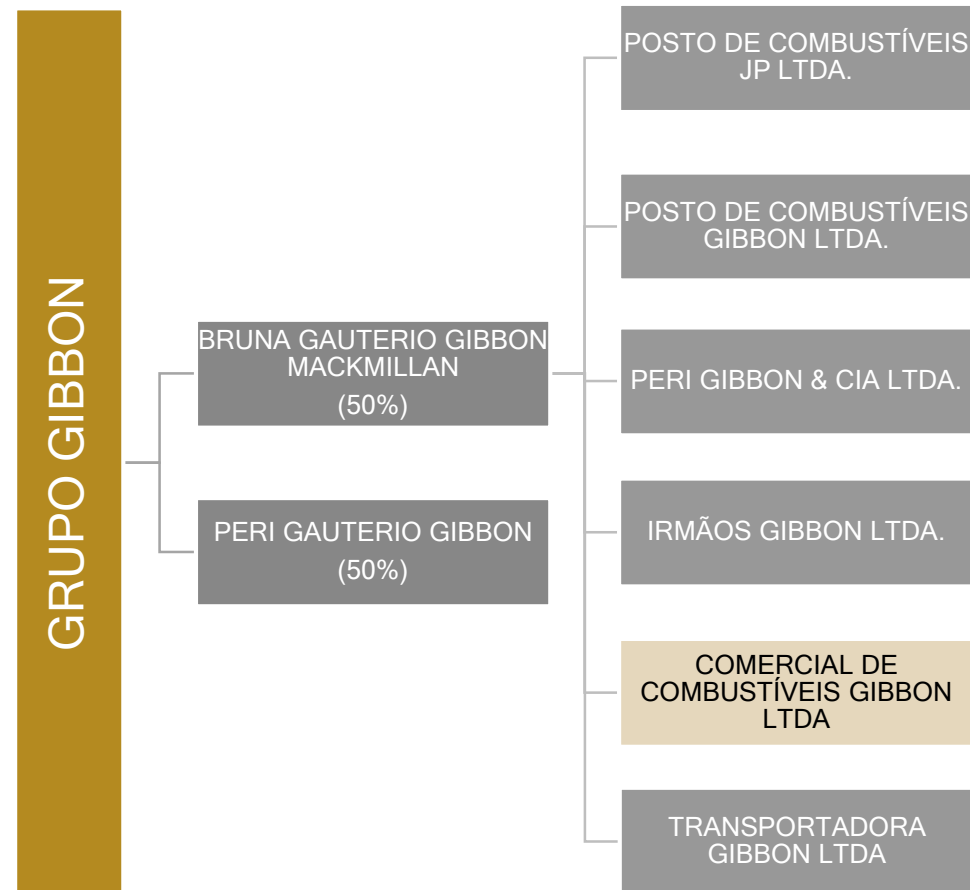 GRUPO GIBBON
BRUNA GAUTERIO GIBBON
MACKMILLAN
(50%)
PERI GAUTERIO GIBBON
(50%)
POSTO DE COMBUSTÍVEIS
JP LTDA.
POSTO DE COMBUSTÍVEIS
GIBBON LTDA.
PERI GIBBON & CIA LTDA.
IRMÃOS GIBBON LTDA.
COMERCIAL DE
COMBUSTÍVEIS GIBBON
LTDA
TRANSPORTADORA
GIBBON LTDA